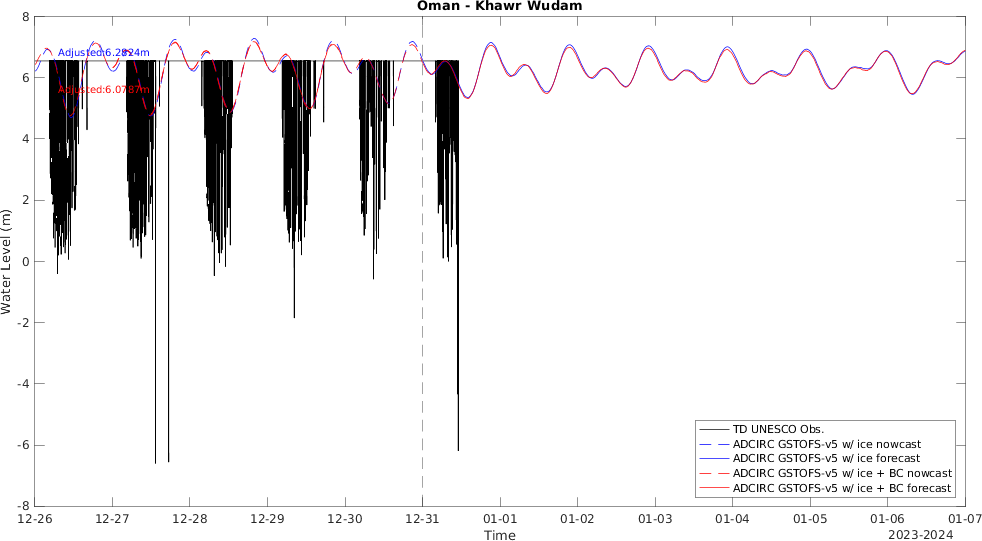 Oman - Khawr Wudam
8
6
4
2
0
-2
-4
-6
-8
Water Level (m)
Adjusted:6.2824m
Adjusted:6.0787m
TD UNESCO Obs.
ADCIRC GSTOFS-v5 w/ ice nowcast
ADCIRC GSTOFS-v5 w/ ice forecast
ADCIRC GSTOFS-v5 w/ ice + BC nowcast
ADCIRC GSTOFS-v5 w/ ice + BC forecast
12-26 12-27 12-28 12-29 12-30 12-31 01-01 01-02 01-03 01-04 01-05 01-06 01-07
Time
2023-2024